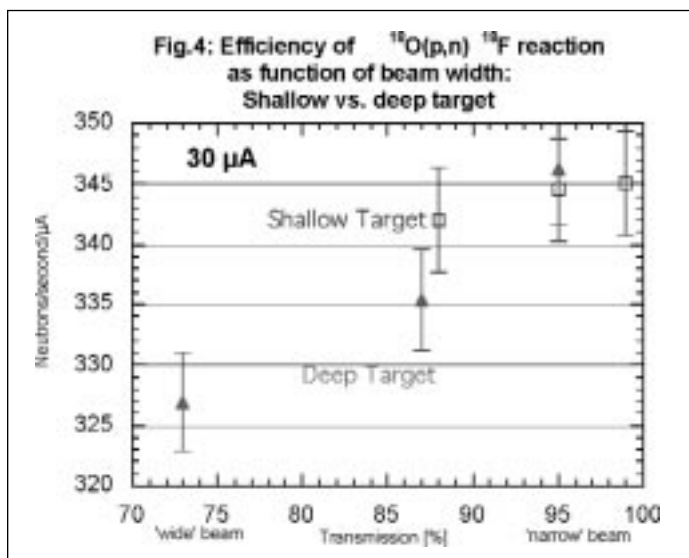 Fig.4: Efficiency of ¹⁸O(p,n) ¹⁸F reaction
as function of beam width:
Shallow vs. deep target
350
30 µA
345
Shallow Target
340
Neutrons/second/µA
335
330
Deep Target
325
320
70 75 80 85 90 95 100
'wide' beam Transmission [%] 'narrow' beam